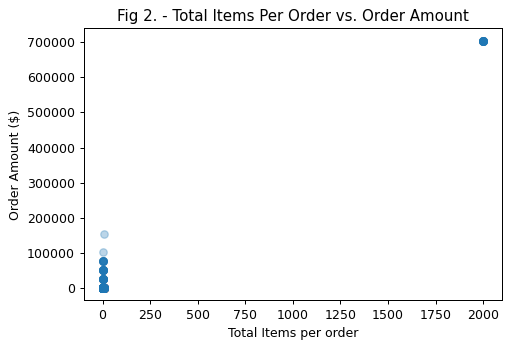 Fig 2. - Total Items Per Order vs. Order Amount
700000
600000
500000
400000
300000
200000
100000
0
Order Amount ($)
0 250 500 750 1000 1250 1500 1750 2000
Total Items per order